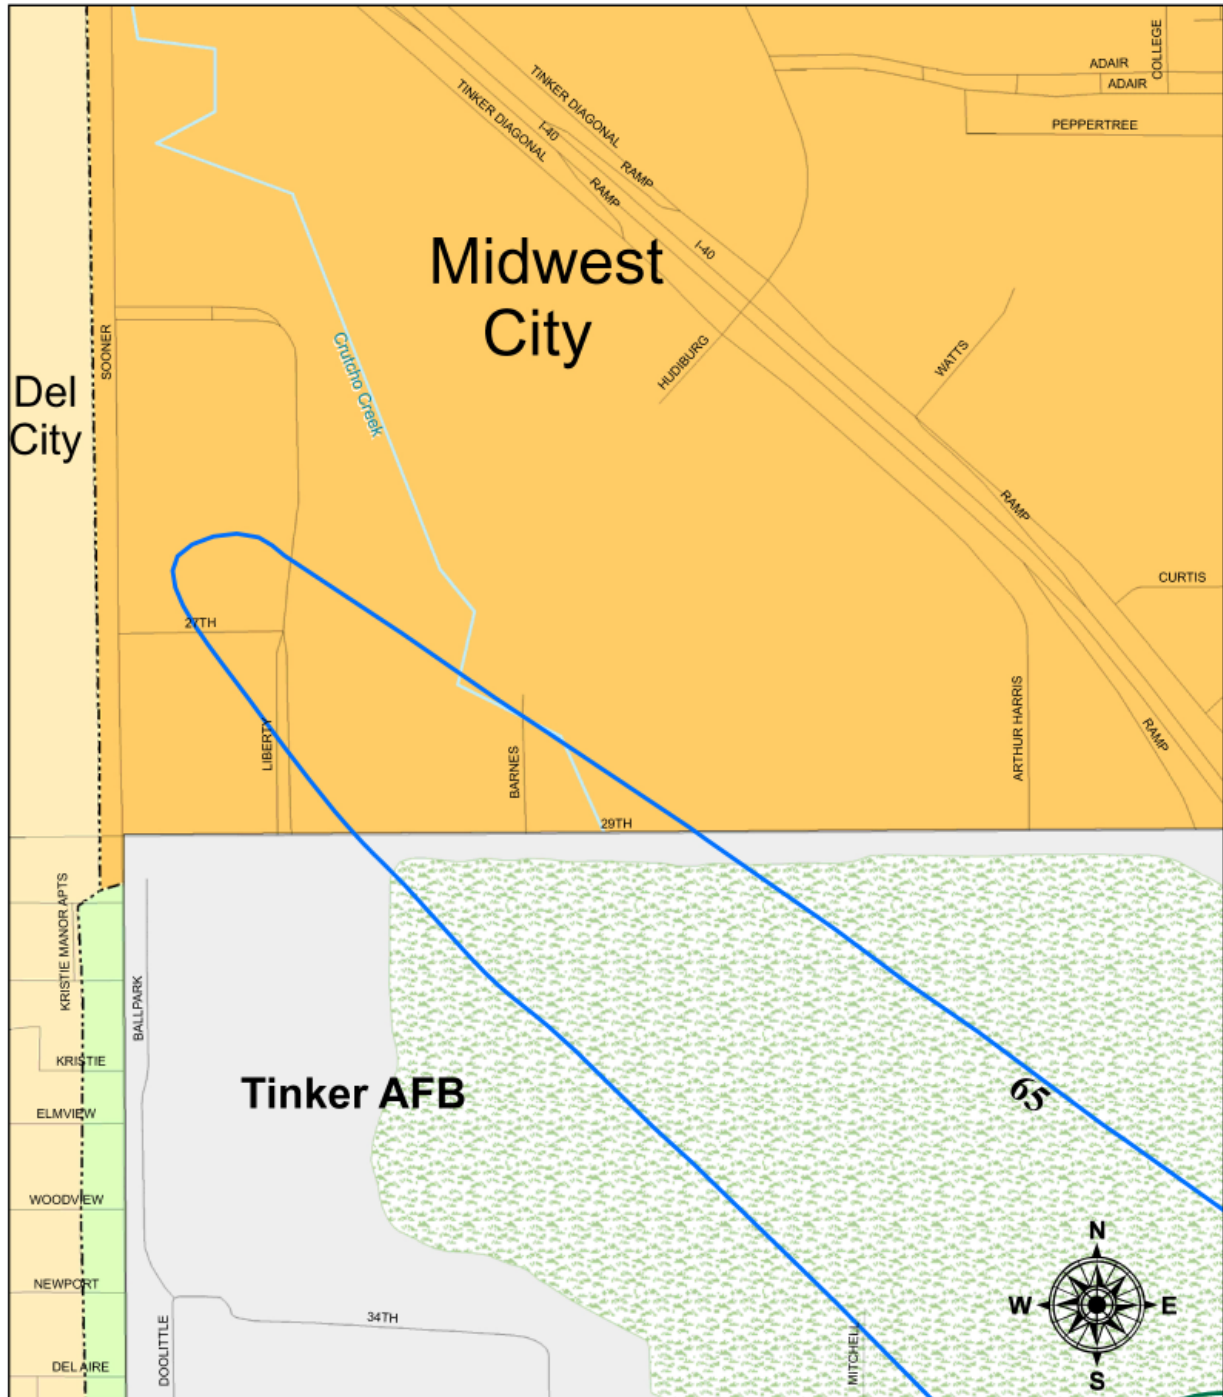 COLLEGE
ADAIR
ADAIR
PEPPERTREE
TINKER DIAGONAL
TINKER DIAGONAL
I-40
RAMP
RAMP
I-40
Midwest
City
SOONER
Crutcho Creek
HUDIBURG
WATTS
Del
City
RAMP
CURTIS
27TH
LIBERTY
BARNES
ARTHUR HARRIS
RAMP
29TH
KRISTIE MANOR APTS
BALLPARK
KRISTIE
Tinker AFB
65
ELMVIEW
WOODVIEW
N
NEWPORT
W
E
34TH
DOOLITTLE
MITCHELL
DEL AIRE
S